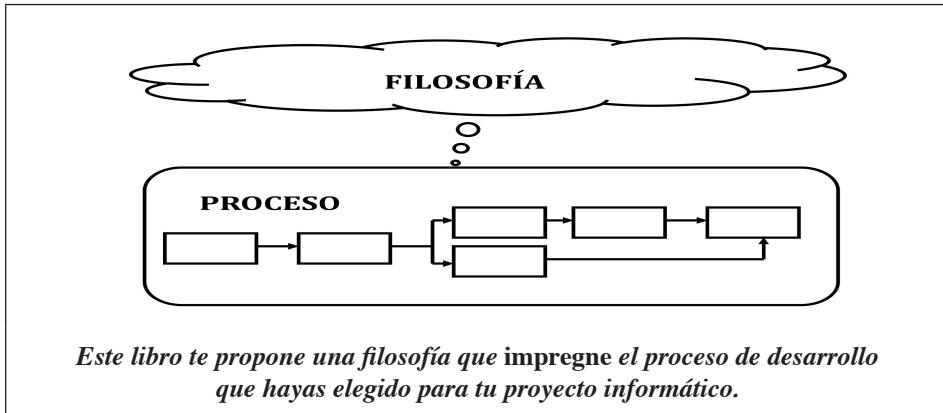 FILOSOFÍA
PROCESO
Este libro te propone una filosofía que impregne el proceso de desarrollo
que hayas elegido para tu proyecto informático.